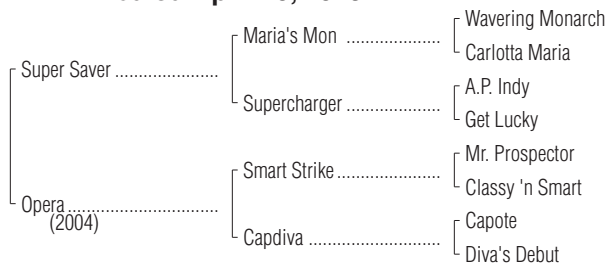 Wavering Monarch
Maria's Mon
Carlotta Maria
Super Saver
A.P. Indy
Supercharger
Get Lucky
Mr. Prospector
Smart Strike
Classy 'n Smart
Opera
(2004)
Capote
Capdiva
Diva's Debut